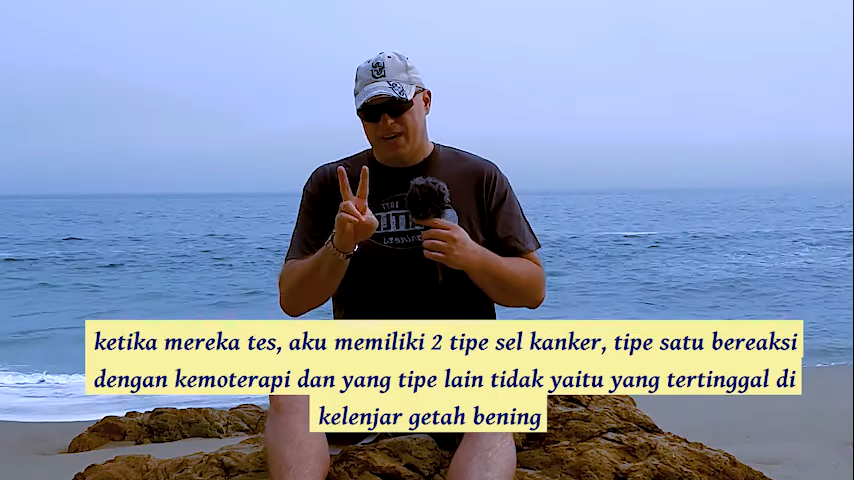 1877
ketika mereka tes, aku memiliki 2 tipe sel kanker, tipe satu bereaksi
dengan kemoterapi dan yang tipe lain tidak yaitu yang tertinggal di
kelenjar getah bening